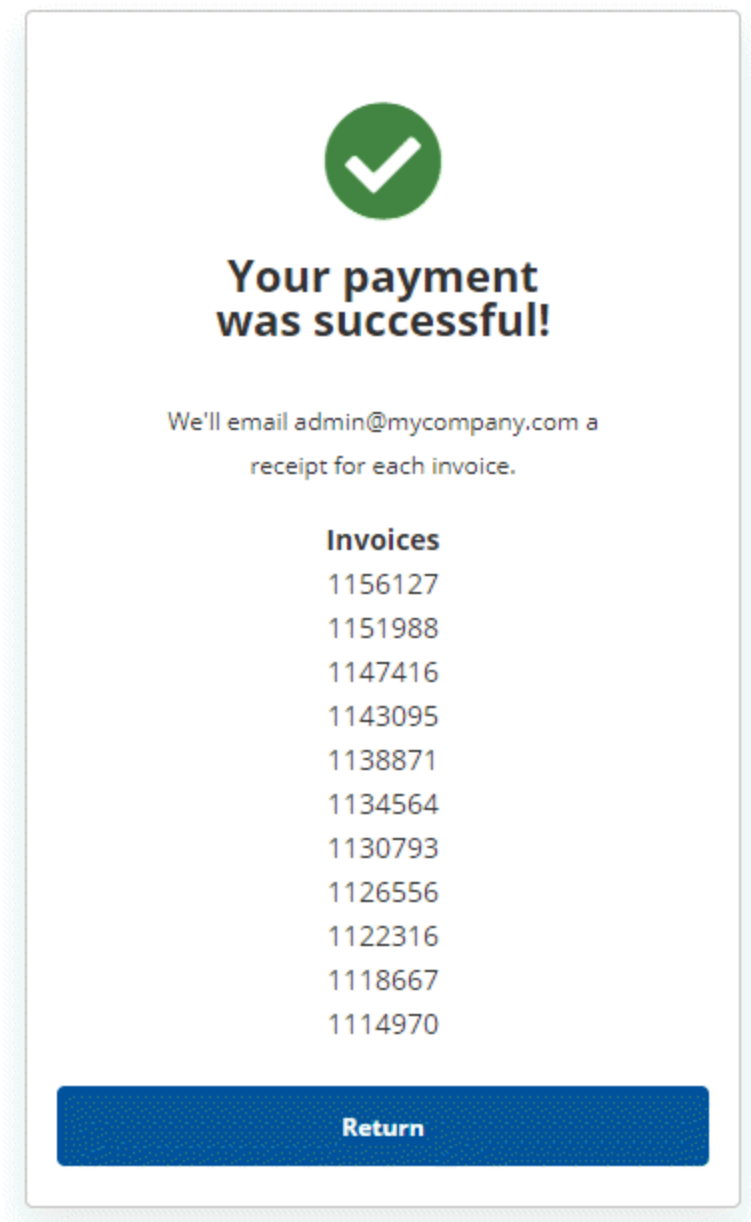 Your payment
was successful!
We'll email admin@mycompany.com a
receipt for each invoice.
Invoices
1156127
1151988
1147416
1143095
1138871
1134564
1130793
1126556
1122316
1118667
1114970
Return